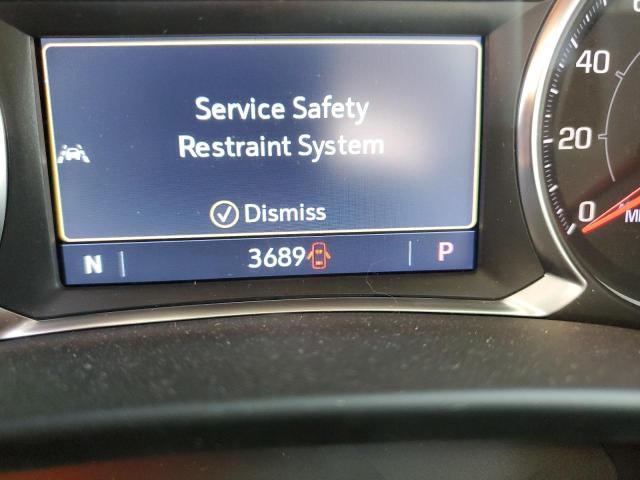 Service Safety
Restraint System
Dismiss
N 3689 P
40
20
0